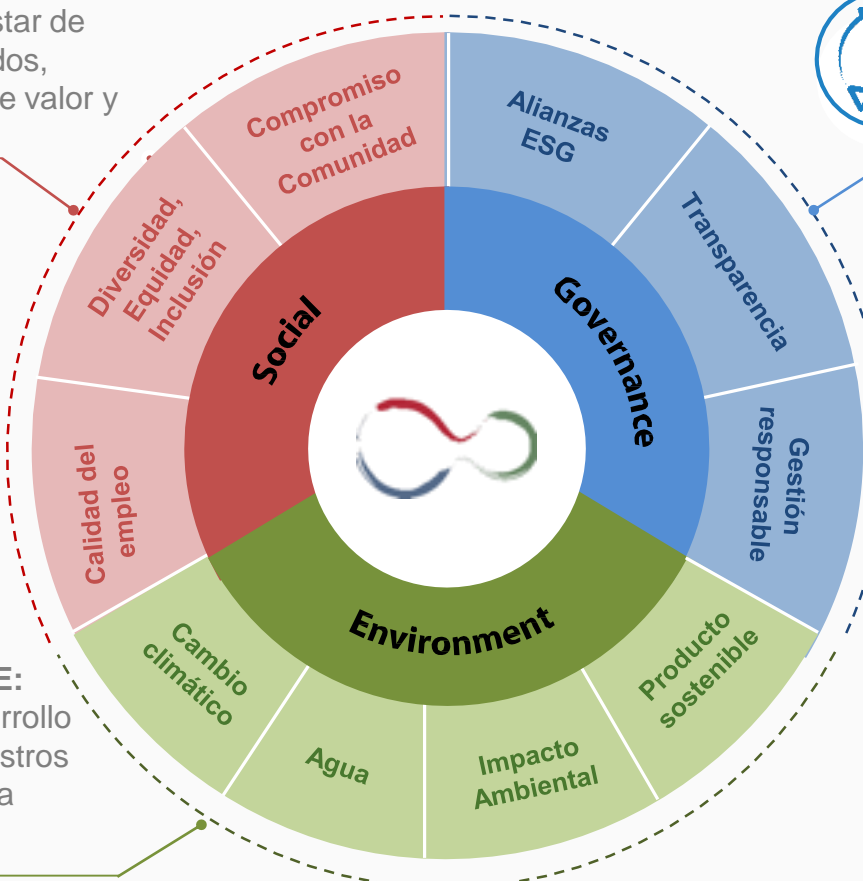 star de
dos,
e valor y
Compromiso
con la
Comunidad
Alianzas
ESG
Diversidad,
Equidad,
Inclusión
Transparencia
Social
Governance
Calidad del
empleo
Gestión
responsable
Environment
Cambio
climático
Agua
Impacto
Ambiental
Producto
sostenible
E:
rrollo
stros
a